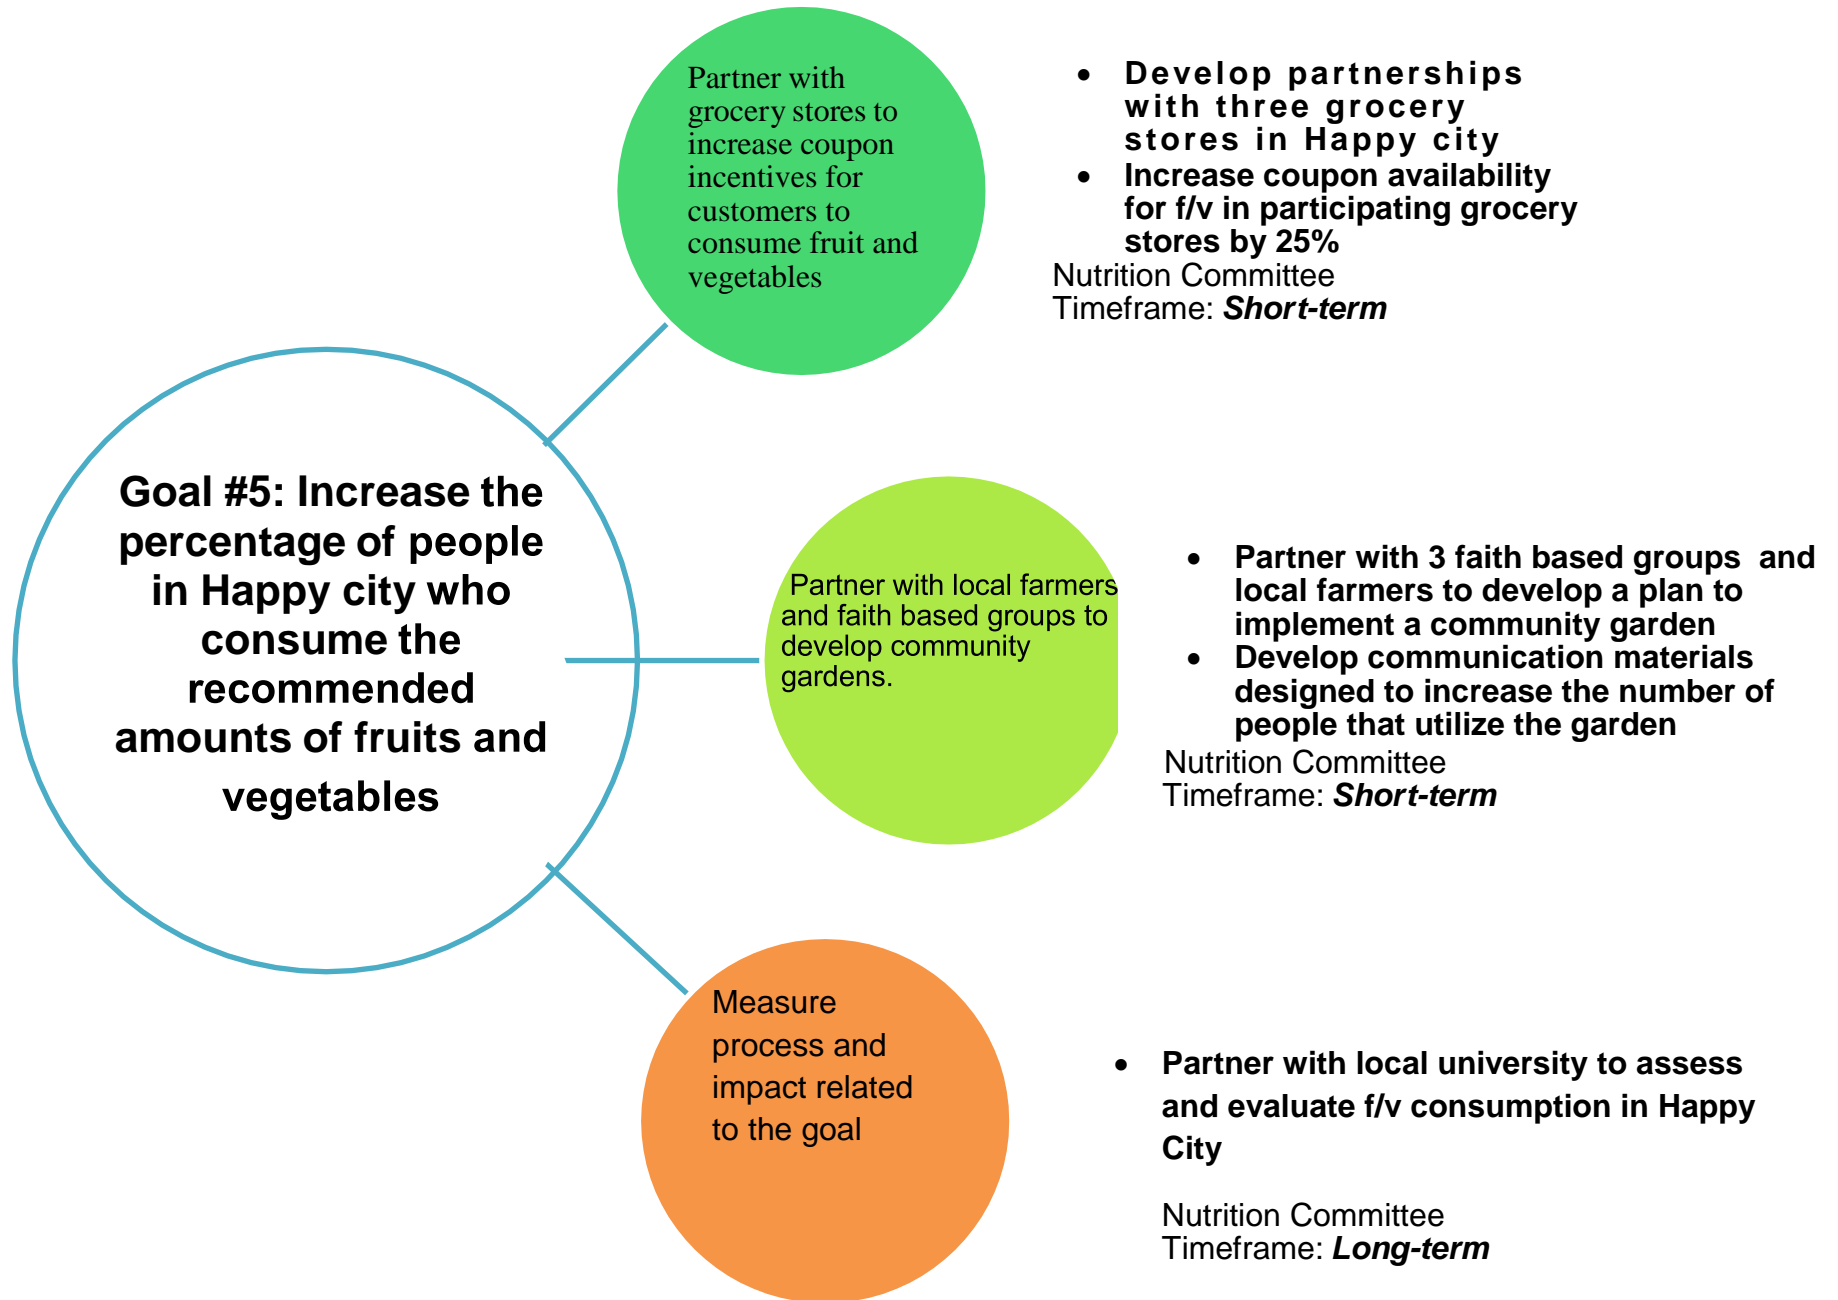 Partner with
grocery stores to
increase coupon
incentives for
customers to
consume fruit and
vegetables
• Develop partnerships
with three grocery
stores in Happy city
• Increase coupon availability
for f/v in participating grocery
stores by 25%
Nutrition Committee
Timeframe: Short-term
Goal #5: Increase the
percentage of people
in Happy city who
consume the
recommended
amounts of fruits and
vegetables
Partner with local farmers
and faith based groups to
develop community
gardens.
• Partner with 3 faith based groups and
local farmers to develop a plan to
implement a community garden
• Develop communication materials
designed to increase the number of
people that utilize the garden
Nutrition Committee
Timeframe: Short-term
Measure
process and
impact related
to the goal
• Partner with local university to assess
and evaluate f/v consumption in Happy
City
Nutrition Committee
Timeframe: Long-term